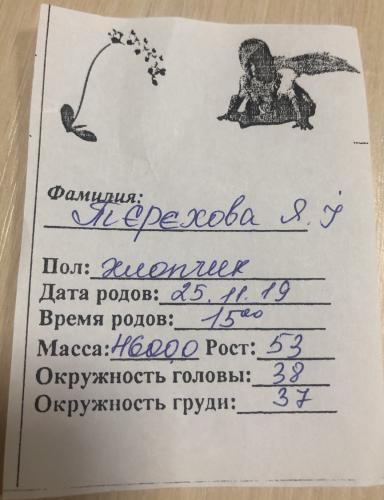 Фамилия:
Терехова Я. І
Пол: хлопчик
Дата родов: 25.11.19
Время родов: 15⁰⁰
Масса: 4600,0 Рост: 53
Окружность головы: 38
Окружность груди: 37